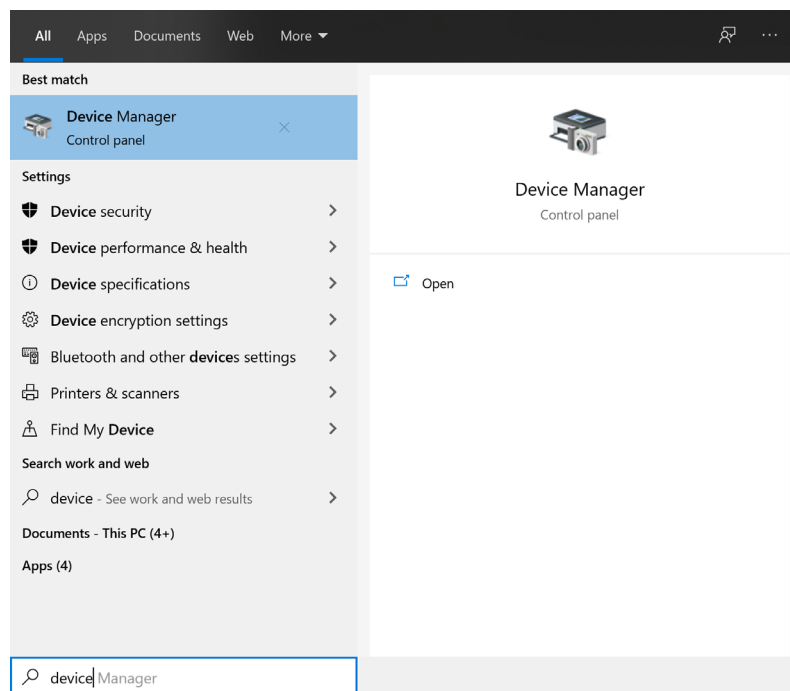 All Apps Documents Web More
Best match
Device Manager
Control panel
Settings
Device security
Device performance & health
Device specifications
Device encryption settings
Bluetooth and other devices settings
Printers & scanners
Find My Device
Search work and web
device - See work and web results
Documents - This PC (4+)
Apps (4)
device Manager
Device Manager
Control panel
Open